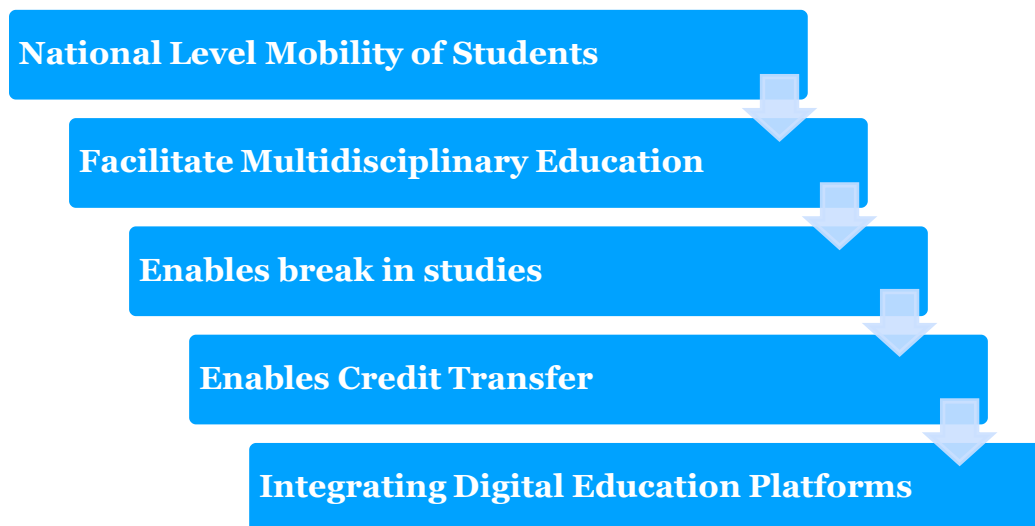 National Level Mobility of Students
Facilitate Multidisciplinary Education
Enables break in studies
Enables Credit Transfer
Integrating Digital Education Platforms